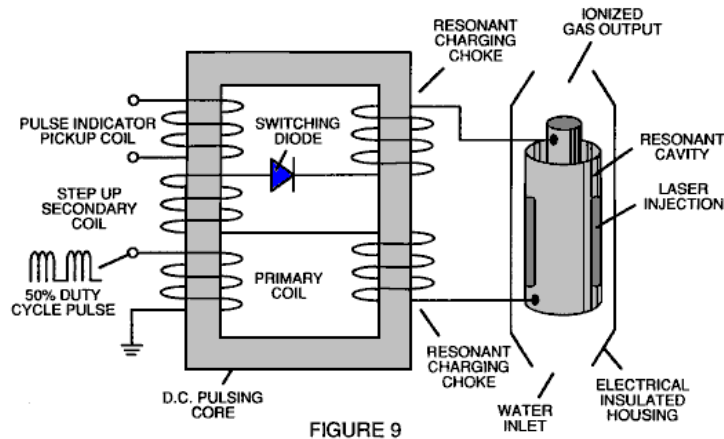 RESONANT
CHARGING
CHOKE
IONIZED
GAS OUTPUT
PULSE INDICATOR
PICKUP COIL
SWITCHING
DIODE
RESONANT
CAVITY
STEP UP
SECONDARY
COIL
LASER
INJECTION
50% DUTY
CYCLE PULSE
PRIMARY
COIL
RESONANT
CHARGING
CHOKE
D.C. PULSING
CORE
WATER
INLET
ELECTRICAL
INSULATED
HOUSING
FIGURE 9